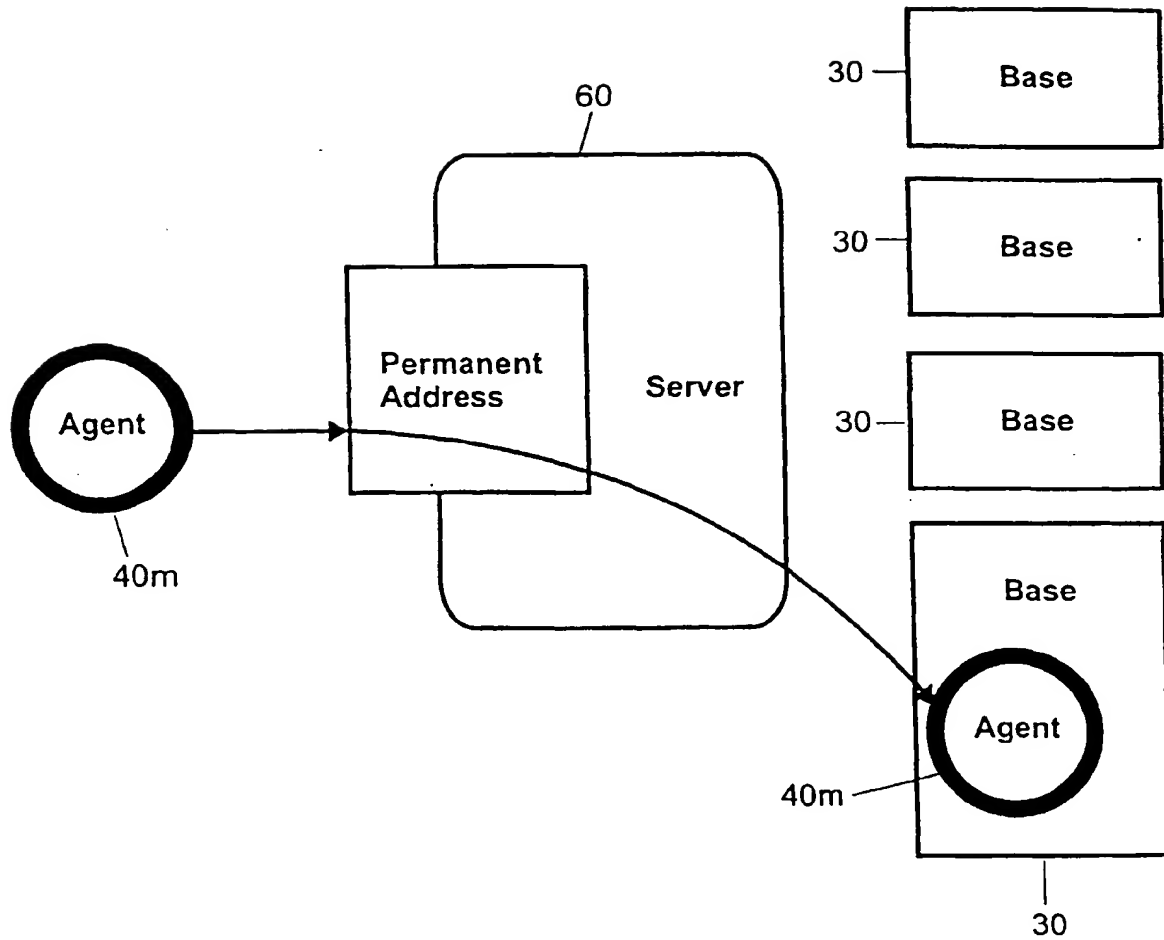 30
Base
60
30
Base
Permanent
Address
Server
30
Base
Agent
40m
Base
Agent
40m
30